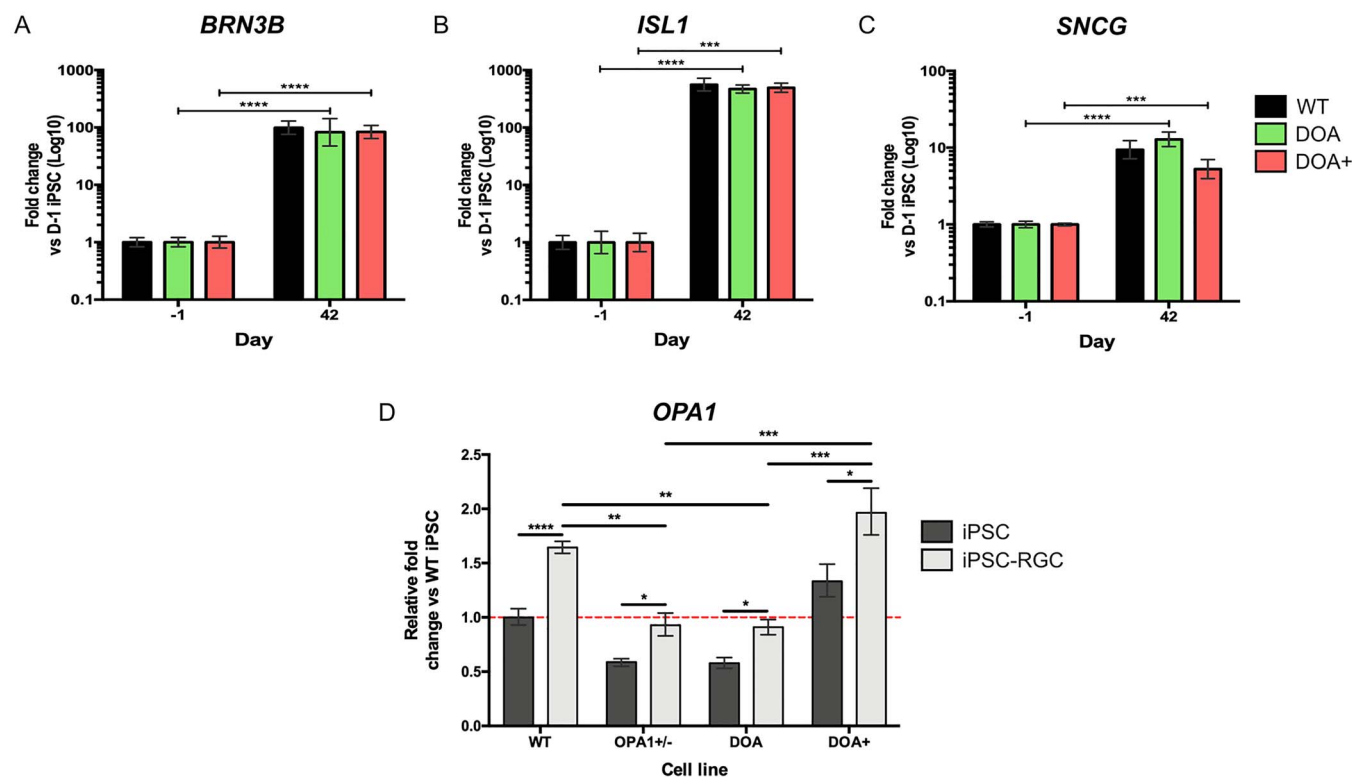 A
BRN3B
Fold change
vs D-1 iPSC (Log10)
1000
100
10
1
0.1
****
****
-1
42
Day
B
ISL1
Fold change
vs D-1 iPSC (Log10)
1000
100
10
1
0.1
***
****
-1
42
Day
C
SNCG
Fold change
vs D-1 iPSC (Log10)
100
10
1
0.1
***
****
-1
42
Day
WT
DOA
DOA+
D
OPA1
Relative fold
change vs WT iPSC
2.5
2.0
1.5
1.0
0.5
0.0
***
***
*
**
**
****
*
*
WT
OPA1+/-
DOA
DOA+
Cell line
iPSC
iPSC-RGC